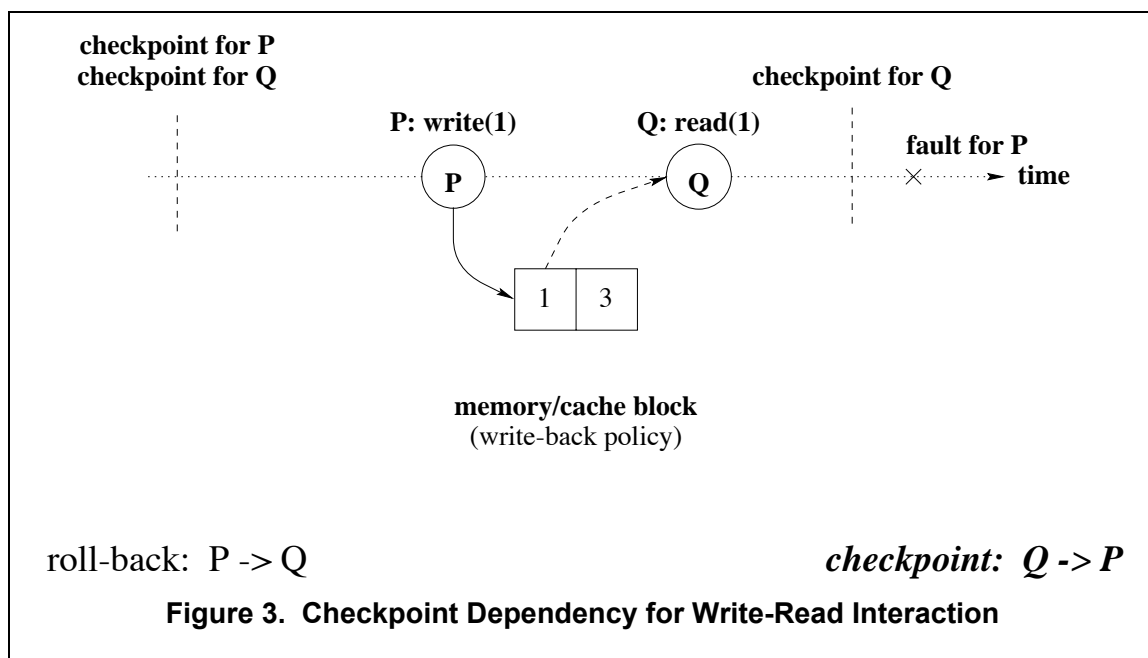 checkpoint for P
checkpoint for Q
checkpoint for Q
P: write(1)
Q: read(1)
fault for P
P
Q
time
1
3
memory/cache block
(write-back policy)
roll-back: P -> Q
checkpoint: Q -> P
Figure 3. Checkpoint Dependency for Write-Read Interaction